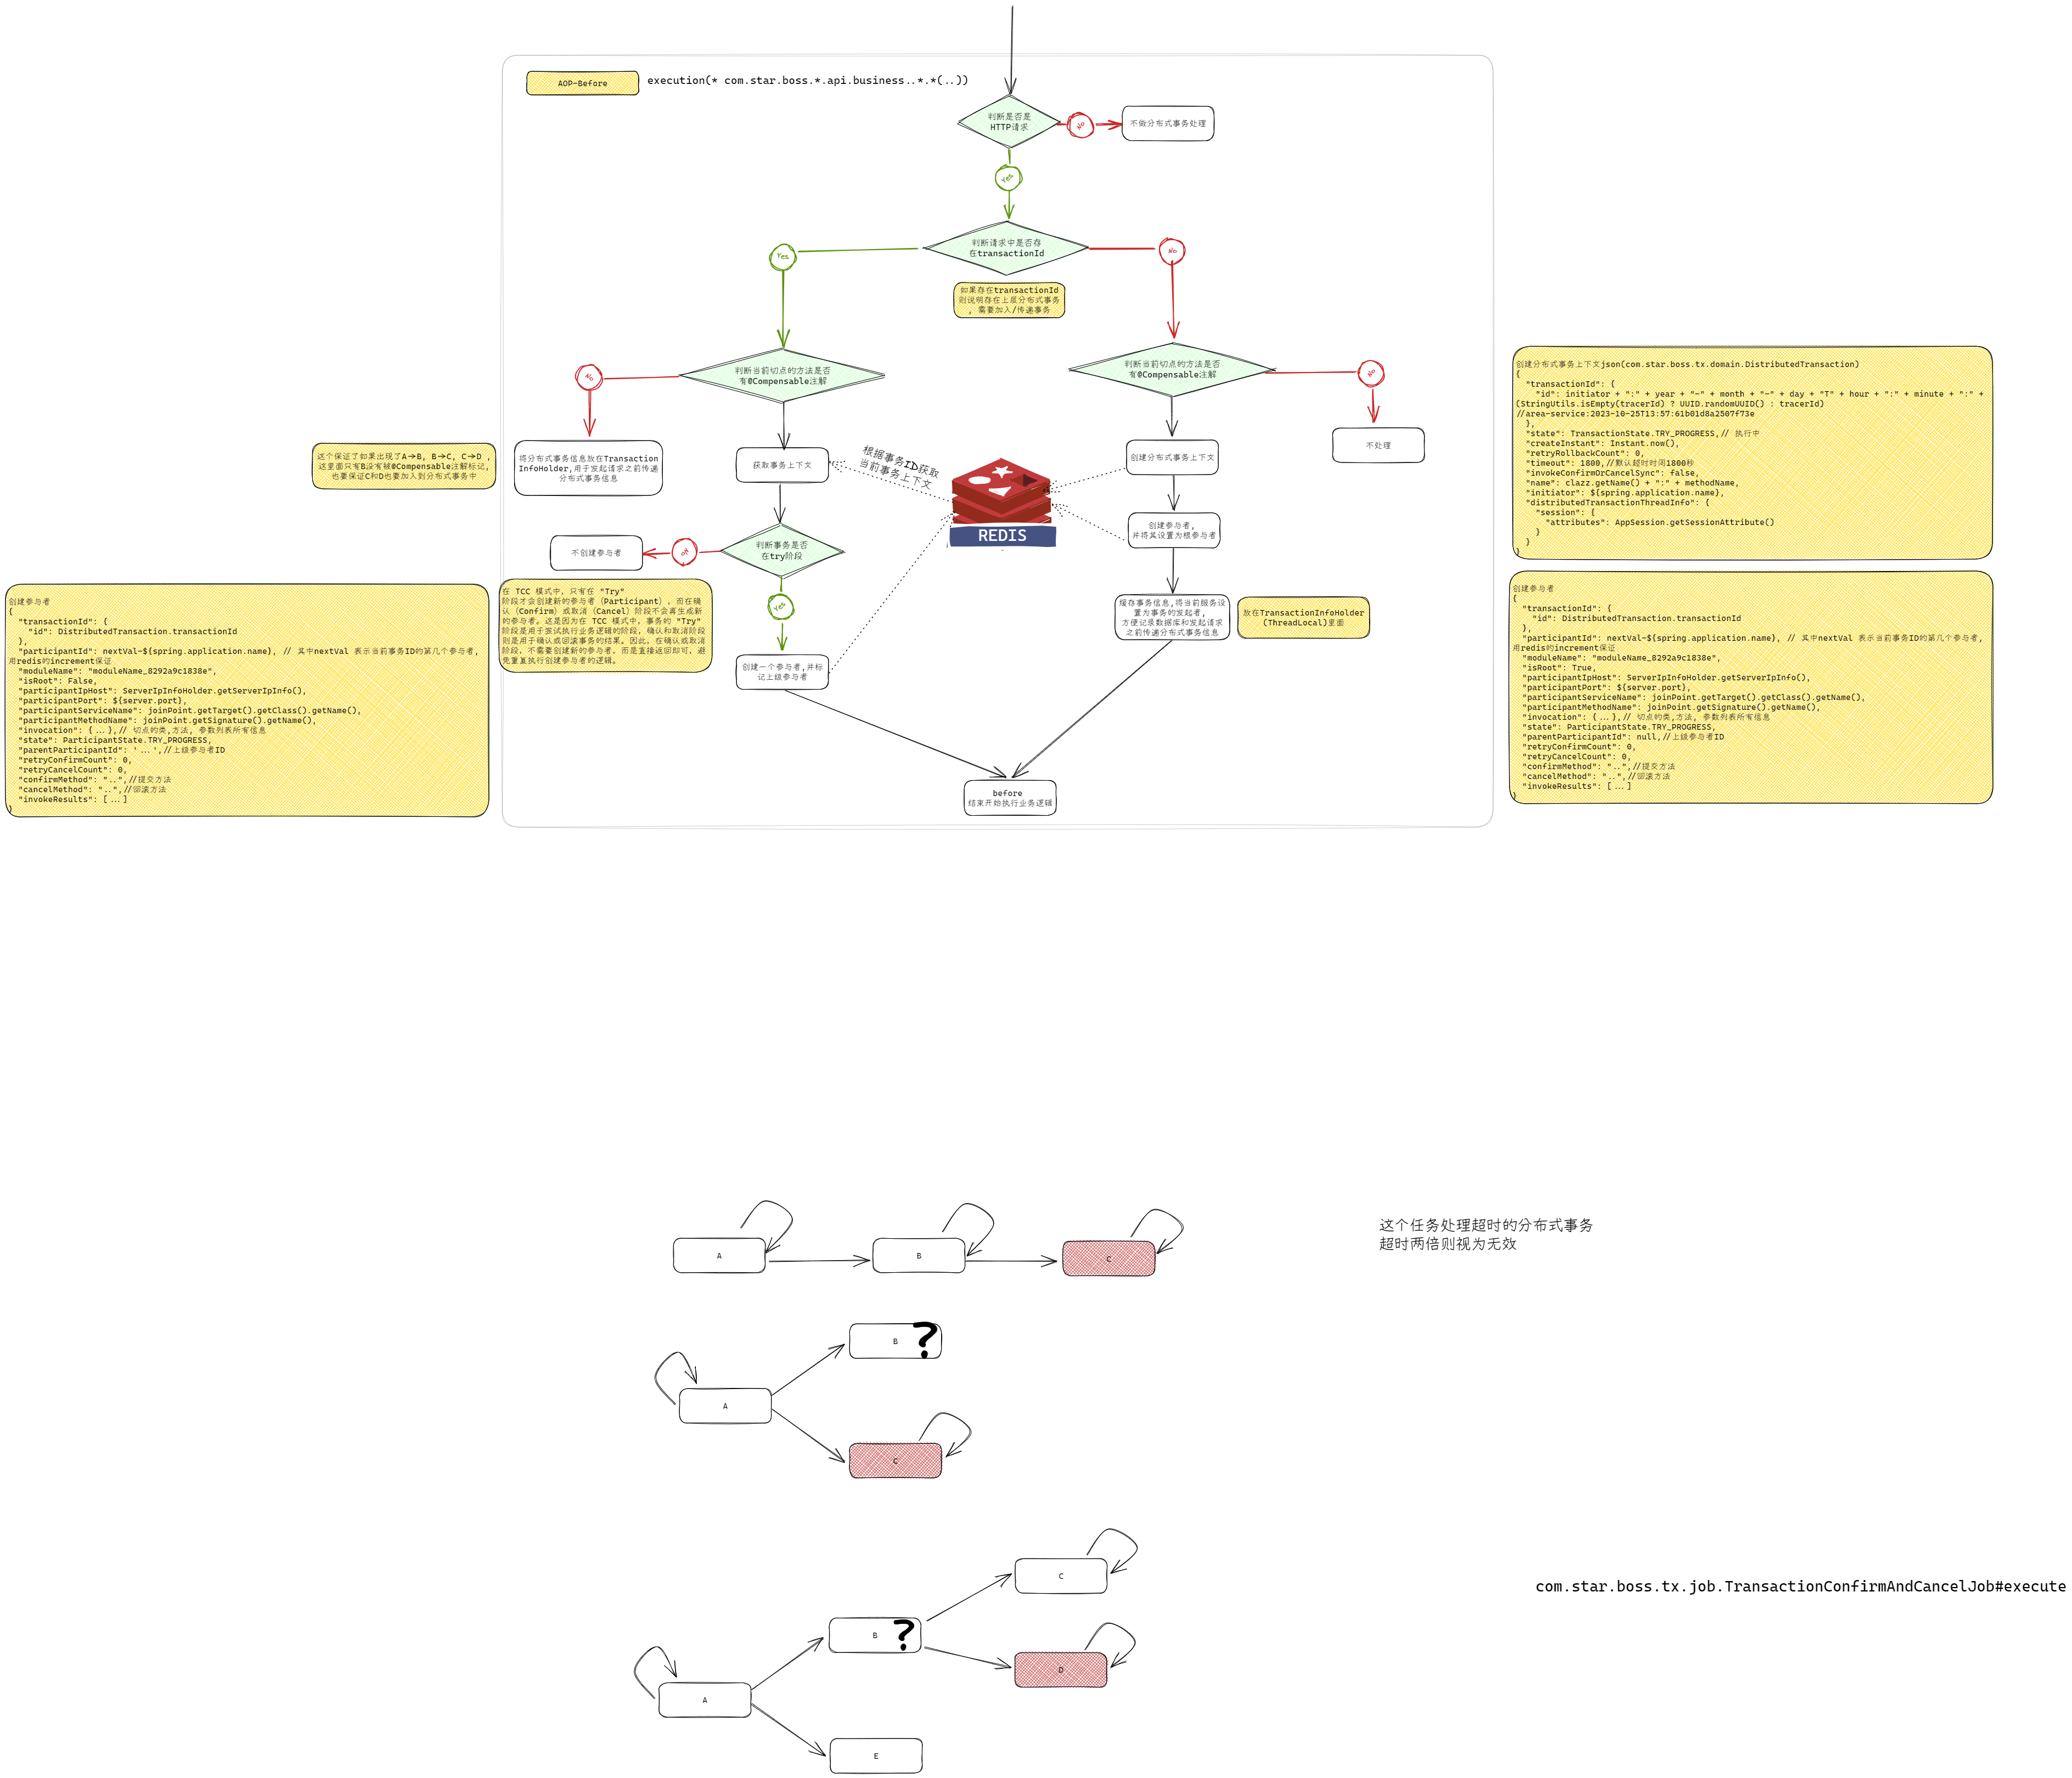 AOP-Before
execution(* com.star.boss.*.api.business..*.*(..))
判断是否是
HTTP请求
NO
不做分布式事务处理
Yes
判断请求中是否存
在transactionId
Yes
NO
如果存在transactionId
则说明存在上层分布式事务
, 需要加入/传递事务
判断当前切点的方法是否
有@Compensable注解
NO
判断当前切点的方法是否
有@Compensable注解
NO
这个保证了如果出现了A->B, B->C, C->D ,
这里面只有B没有被@Compensable注解标记,
也要保证C和D也要加入到分布式事务中
将分布式事务信息放在Transaction
InfoHolder,用于发起请求之前传递
分布式事务信息
获取事务上下文
根据事务ID获取
当前事务上下文
REDIS
创建分布式事务上下文
不处理
创建参与者,
并将其设置为根参与者
判断事务是否
在try阶段
NO
不创建参与者
Yes
在 TCC 模式中，只有在 "Try"
阶段才会创建新的参与者（Participant），而在确
认（Confirm）或取消（Cancel）阶段不会再生成新
的参与者。这是因为在 TCC 模式中，事务的 "Try"
阶段是用于尝试执行业务逻辑的阶段，确认和取消阶段
则是用于确认或回滚事务的结果。因此，在确认或取消
阶段，不需要创建新的参与者，而是直接返回即可，避
免重复执行创建参与者的逻辑。
创建一个参与者,并标
记上级参与者
缓存事务信息,将当前服务设
置为事务的发起者,
方便记录数据库和发起请求
之前传递分布式事务信息
放在TransactionInfoHolder
(ThreadLocal)里面
before
结束开始执行业务逻辑
创建参与者
{
"transactionId": {
"id": DistributedTransaction.transactionId
},
"participantId": nextVal-${spring.application.name}, // 其中nextVal 表示当前事务ID的第几个参与者,
用redis的increment保证
"moduleName": "moduleName_8292a9c1838e",
"isRoot": False,
"participantIpHost": ServerIpInfoHolder.getServerIpInfo(),
"participantPort": ${server.port},
"participantServiceName": joinPoint.getTarget().getClass().getName(),
"participantMethodName": joinPoint.getSignature().getName(),
"invocation": {...},// 切点的类,方法, 参数列表所有信息
"state": ParticipantState.TRY_PROGRESS,
"parentParticipantId": '...',//上级参与者ID
"retryConfirmCount": 0,
"retryCancelCount": 0,
"confirmMethod": "..",//提交方法
"cancelMethod": "..",//回滚方法
"invokeResults": [...]
}
创建分布式事务上下文json(com.star.boss.tx.domain.DistributedTransaction)
{
"transactionId": {
"id": initiator + ":" + year + "-" + month + "-" + day + "T" + hour + ":" + minute + ":" +
(StringUtils.isEmpty(tracerId) ? UUID.randomUUID() : tracerId)
//area-service:2023-10-25T13:57:61b01d8a2507f73e
},
"state": TransactionState.TRY_PROGRESS,// 执行中
"createInstant": Instant.now(),
"retryRollbackCount": 0,
"timeout": 1800,//默认超时时间1800秒
"invokeConfirmOrCancelSync": false,
"name": clazz.getName() + ":" + methodName,
"initiator": ${spring.application.name},
"distributedTransactionThreadInfo": {
"session": {
"attributes": AppSession.getSessionAttribute()
}
}
}
创建参与者
{
"transactionId": {
"id": DistributedTransaction.transactionId
},
"participantId": nextVal-${spring.application.name}, // 其中nextVal 表示当前事务ID的第几个参与者,
用redis的increment保证
"moduleName": "moduleName_8292a9c1838e",
"isRoot": True,
"participantIpHost": ServerIpInfoHolder.getServerIpInfo(),
"participantPort": ${server.port},
"participantServiceName": joinPoint.getTarget().getClass().getName(),
"participantMethodName": joinPoint.getSignature().getName(),
"invocation": {...},// 切点的类,方法, 参数列表所有信息
"state": ParticipantState.TRY_PROGRESS,
"parentParticipantId": null,//上级参与者ID
"retryConfirmCount": 0,
"retryCancelCount": 0,
"confirmMethod": "..",//提交方法
"cancelMethod": "..",//回滚方法
"invokeResults": [...]
}
A
B
C
这个任务处理超时的分布式事务
超时两倍则视为无效
B ?
A
C
C
com.star.boss.tx.job.TransactionConfirmAndCancelJob#execute
B ?
D
A
E